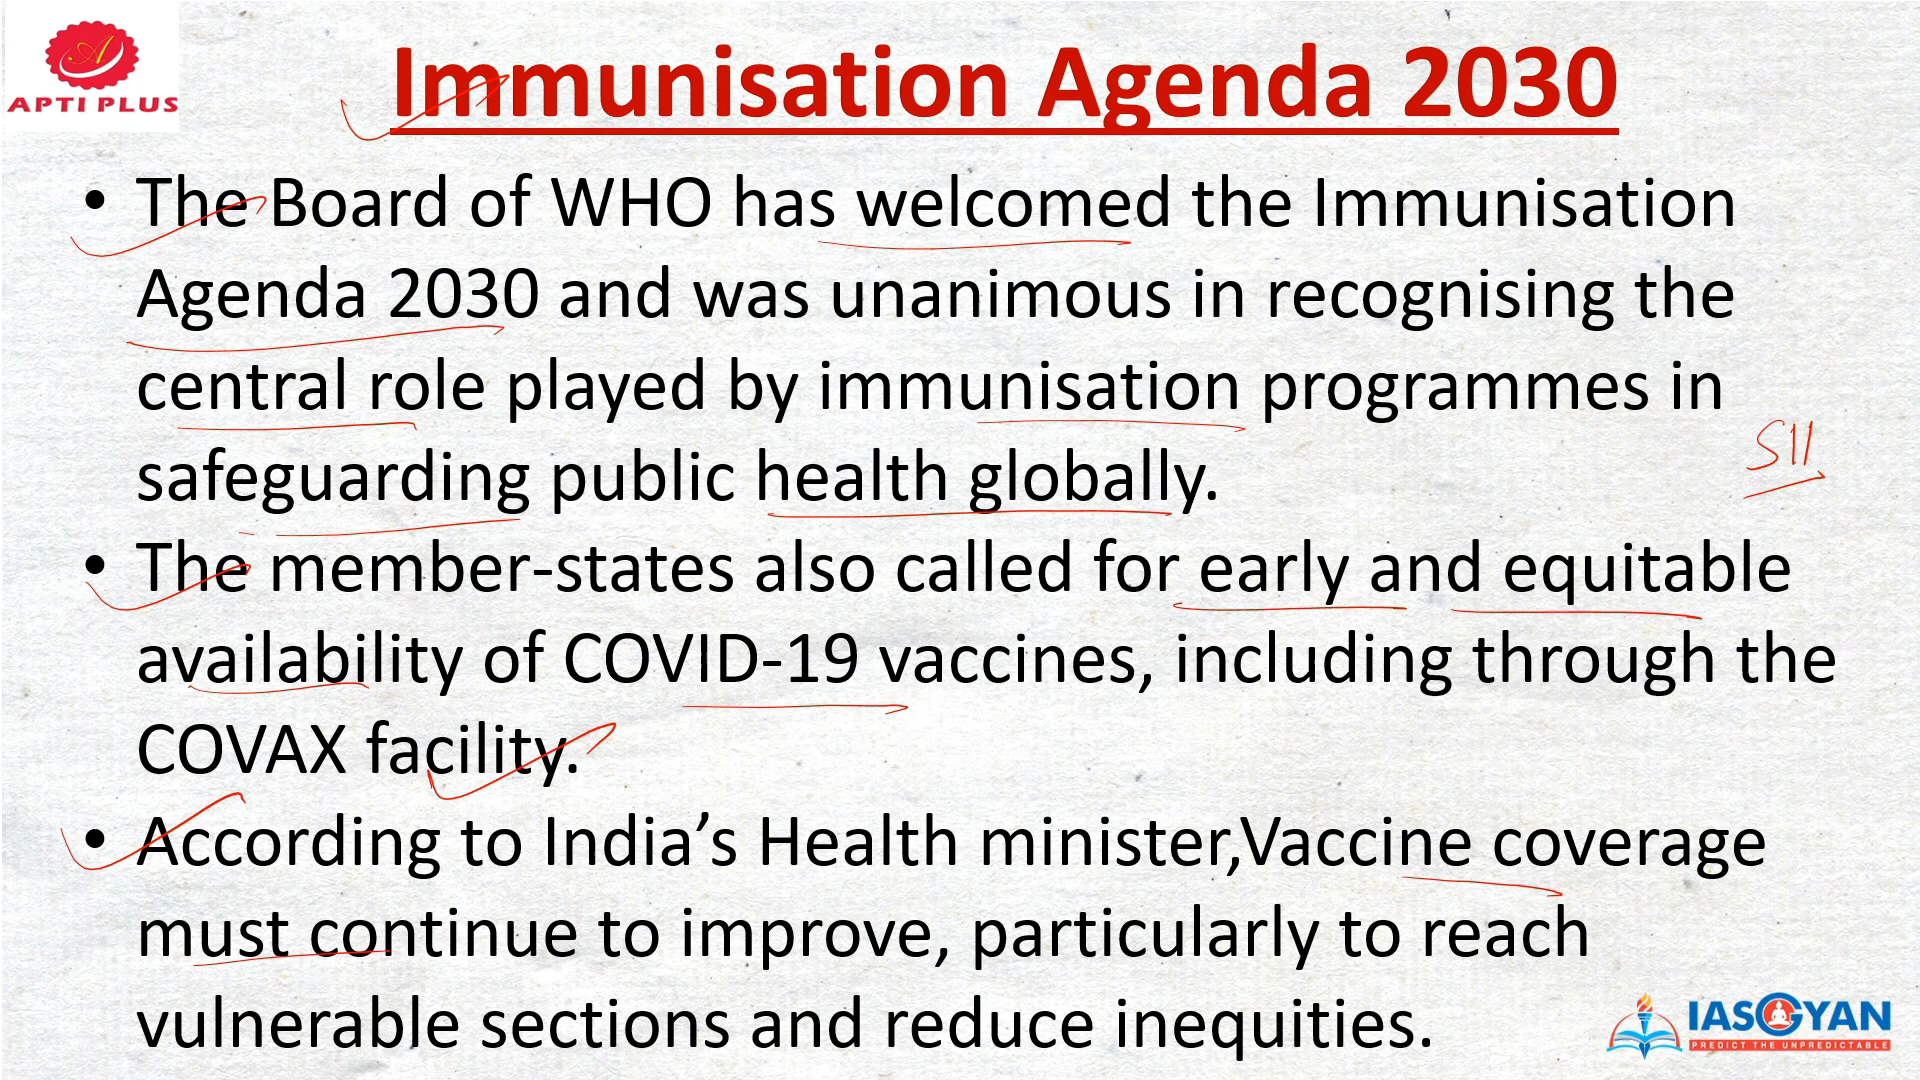 APTI PLUS
Immunisation Agenda 2030
• The Board of WHO has welcomed the Immunisation
Agenda 2030 and was unanimous in recognising the
central role played by immunisation programmes in
safeguarding public health globally.
SII
• The member-states also called for early and equitable
availability of COVID-19 vaccines, including through the
COVAX facility.
• According to India’s Health minister,Vaccine coverage
must continue to improve, particularly to reach
vulnerable sections and reduce inequities.
IASGYAN
PREDICT THE UNPREDICTABLE